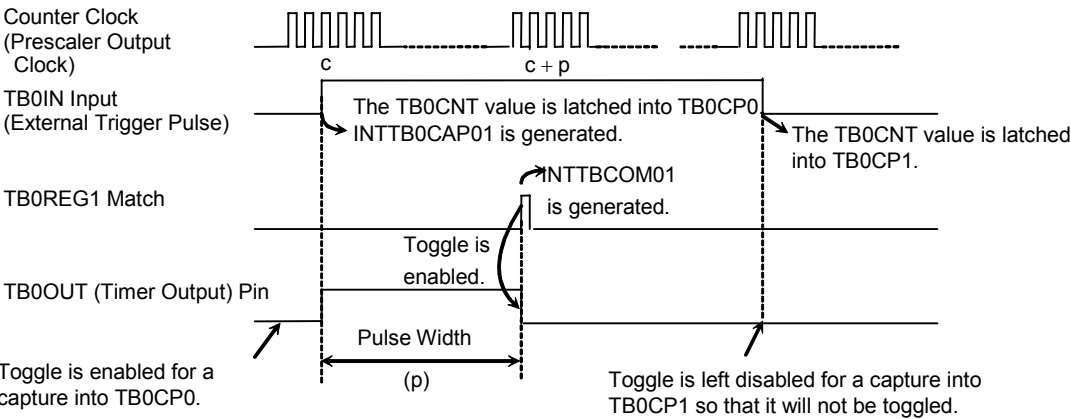 Counter Clock
(Prescaler Output
Clock)
c
c + p
TB0IN Input
(External Trigger Pulse)
The TB0CNT value is latched into TB0CP0
INTTB0CAP01 is generated.
The TB0CNT value is latched
into TB0CP1.
INTTBCOM01
is generated.
TB0REG1 Match
Toggle is
enabled.
TB0OUT (Timer Output) Pin
Pulse Width
(p)
Toggle is enabled for a
capture into TB0CP0.
Toggle is left disabled for a capture into
TB0CP1 so that it will not be toggled.